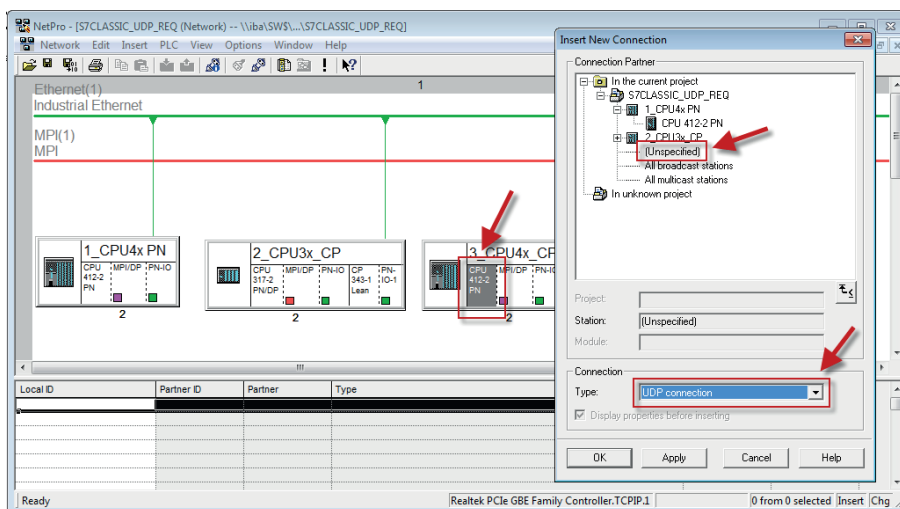 NetPro - [S7CLASSIC_UDP_REQ (Network) -- \\iba\SW$\...\S7CLASSIC_UDP_REQ]
Network Edit Insert PLC View Options Window Help
Ethernet(1)
Industrial Ethernet
1
MPI(1)
MPI
1_CPU4x PN
CPU 412-2 PN
MPI/DP
PN-IO
2
2_CPU3x_CP
CPU 317-2 PN/DP
MPI/DP
PN-IO
CP 343-1 Lean
PN-IO-1
2
3_CPU4x_CP
CPU 412-2 PN
MPI/DP
2
Local ID Partner ID Partner Type
Ready
Realtek PCIe GBE Family Controller.TCPIP.1
0 from 0 selected
Insert
Chg
Insert New Connection
Connection Partner
In the current project
S7CLASSIC_UDP_REQ
1_CPU4x PN
CPU 412-2 PN
2_CPU3x_CP
(Unspecified)
All broadcast stations
All multicast stations
In unknown project
Project:
Station: (Unspecified)
Module:
Connection
Type: UDP connection
Display properties before inserting
OK Apply Cancel Help